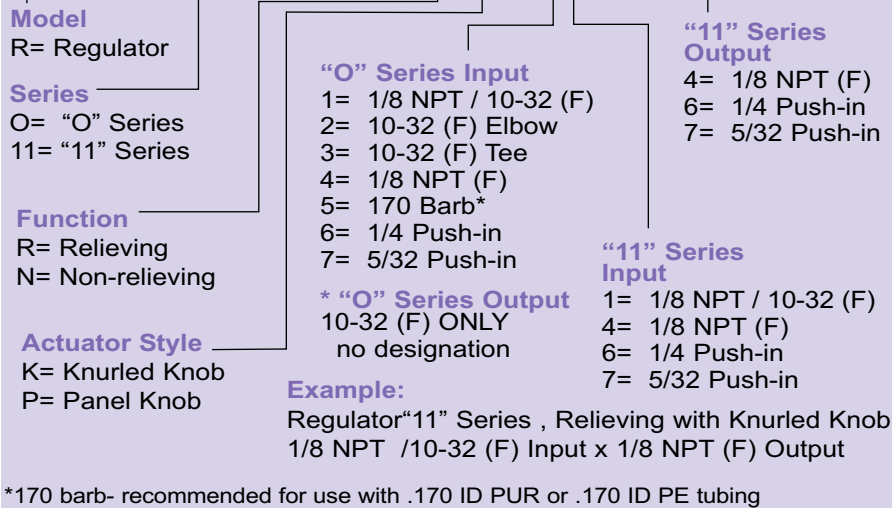 Model
R= Regulator
Series
O= “O” Series
11= “11” Series
Function
R= Relieving
N= Non-relieving
Actuator Style
K= Knurled Knob
P= Panel Knob
“O” Series Input
1= 1/8 NPT / 10-32 (F)
2= 10-32 (F) Elbow
3= 10-32 (F) Tee
4= 1/8 NPT (F)
5= 170 Barb*
6= 1/4 Push-in
7= 5/32 Push-in
* “O” Series Output
10-32 (F) ONLY
no designation
“11” Series
Output
4= 1/8 NPT (F)
6= 1/4 Push-in
7= 5/32 Push-in
“11” Series
Input
1= 1/8 NPT / 10-32 (F)
4= 1/8 NPT (F)
6= 1/4 Push-in
7= 5/32 Push-in
Example:
Regulator“11” Series , Relieving with Knurled Knob
1/8 NPT /10-32 (F) Input x 1/8 NPT (F) Output
*170 barb- recommended for use with .170 ID PUR or .170 ID PE tubing